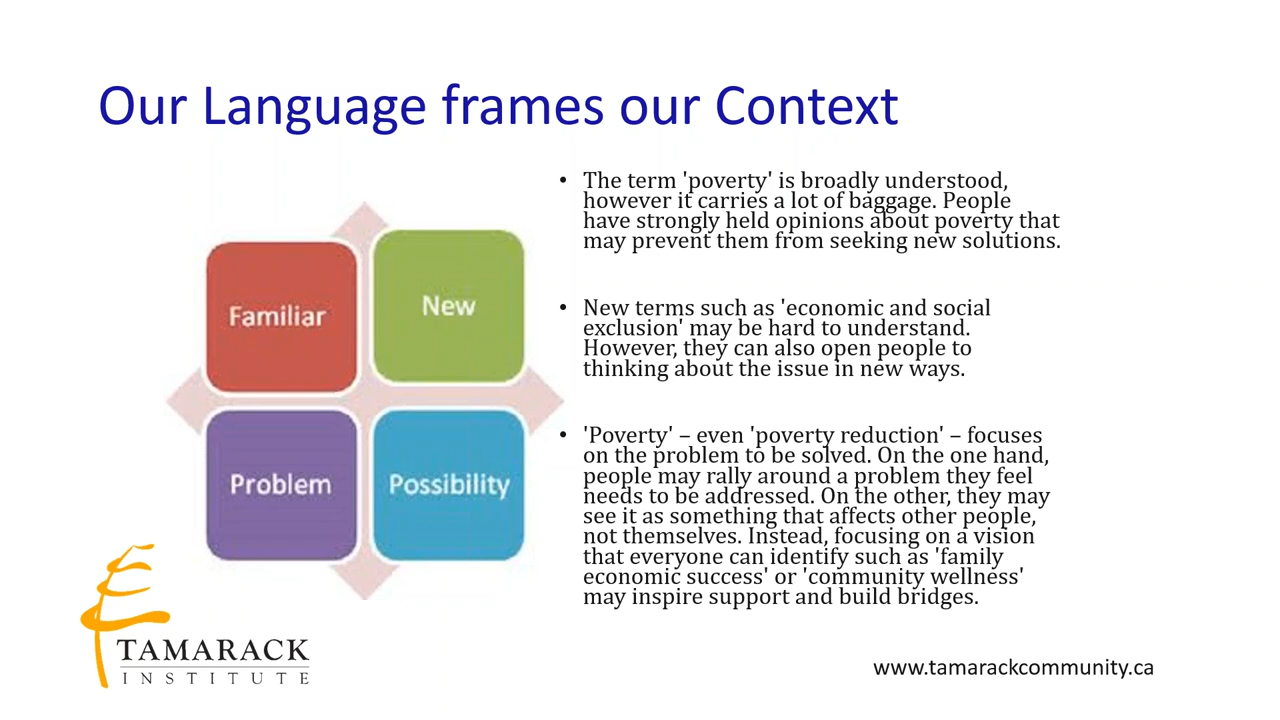 Our Language frames our Context
Familiar
New
Problem
Possibility
• The term 'poverty' is broadly understood,
however it carries a lot of baggage. People
have strongly held opinions about poverty that
may prevent them from seeking new solutions.
• New terms such as 'economic and social
exclusion' may be hard to understand.
However, they can also open people to
thinking about the issue in new ways.
• 'Poverty' – even 'poverty reduction' – focuses
on the problem to be solved. On the one hand,
people may rally around a problem they feel
needs to be addressed. On the other, they may
see it as something that affects other people,
not themselves. Instead, focusing on a vision
that everyone can identify such as 'family
economic success' or 'community wellness'
may inspire support and build bridges.
TAMARACK
INSTITUTE
www.tamarackcommunity.ca